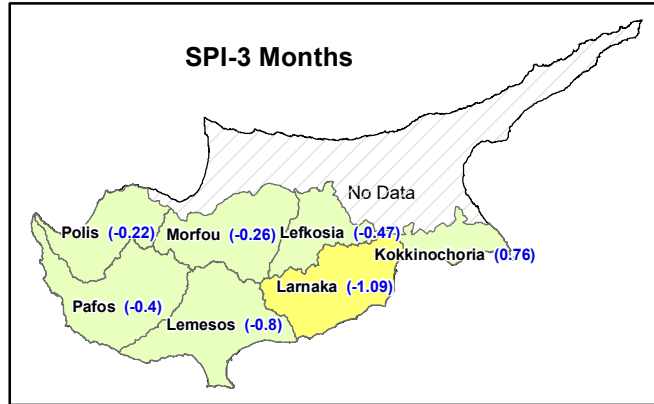 SPI-3 Months
No Data
Polis (-0.22)
Morfou (-0.26)
Lefkosia (-0.47)
Kokkinochoria (0.76)
Larnaka (-1.09)
Pafos (-0.4)
Lemesos (-0.8)